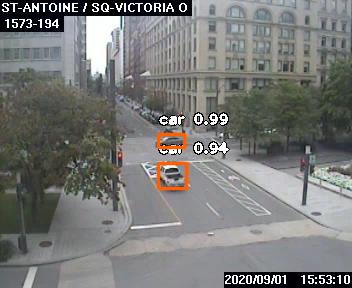 ST-ANTOINE / SQ-VICTORIA O
1573-194
car 0.99
car 0.94
2020/09/01 15:53:10